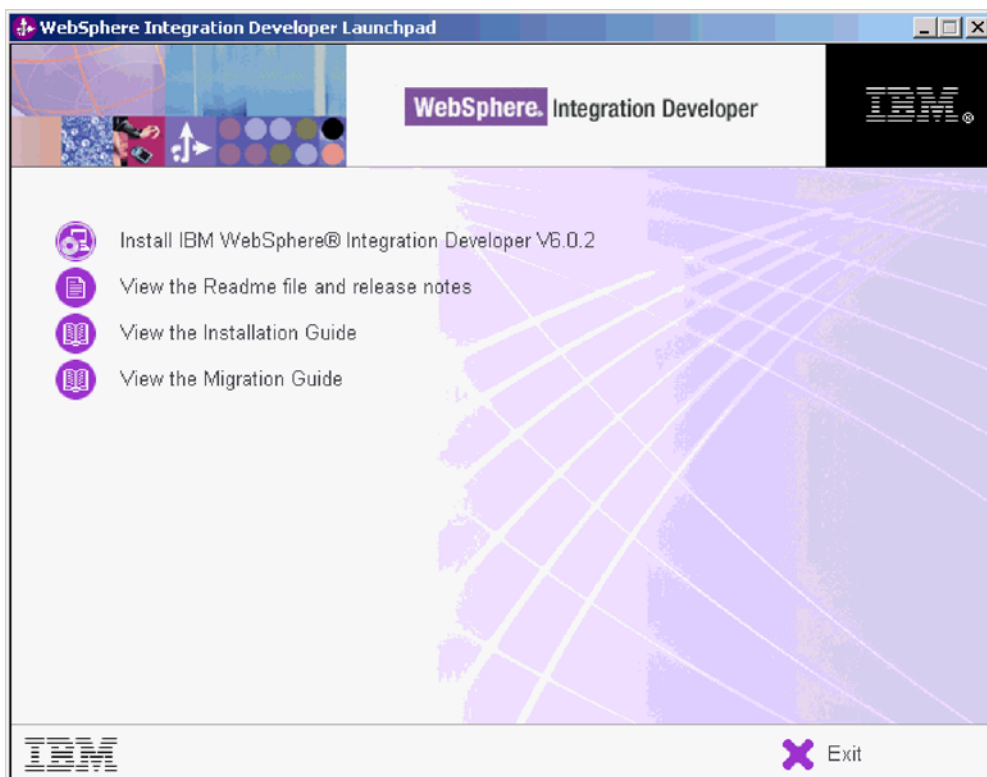 WebSphere Integration Developer Launchpad
WebSphere. Integration Developer
IBM®
Install IBM WebSphere® Integration Developer V6.0.2
View the Readme file and release notes
View the Installation Guide
View the Migration Guide
IBM
Exit